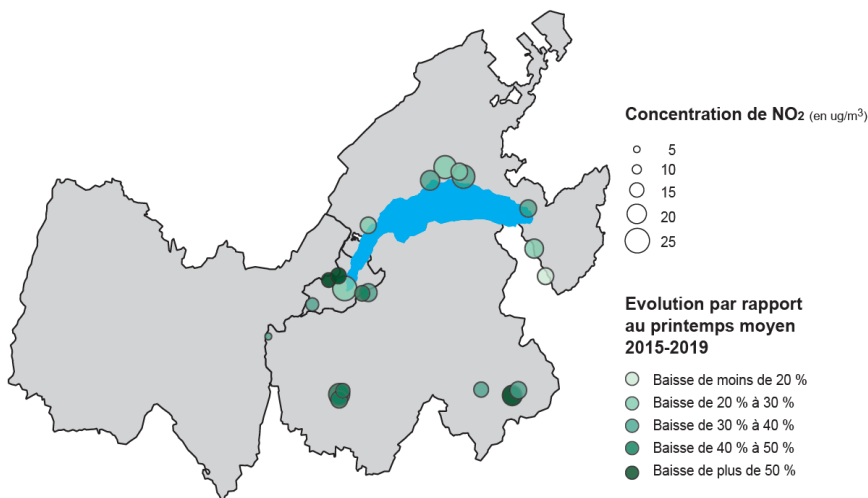 Concentration de NO₂ (en ug/m³)
5
10
15
20
25
Evolution par rapport
au printemps moyen
2015-2019
Baisse de moins de 20 %
Baisse de 20 % à 30 %
Baisse de 30 % à 40 %
Baisse de 40 % à 50 %
Baisse de plus de 50 %